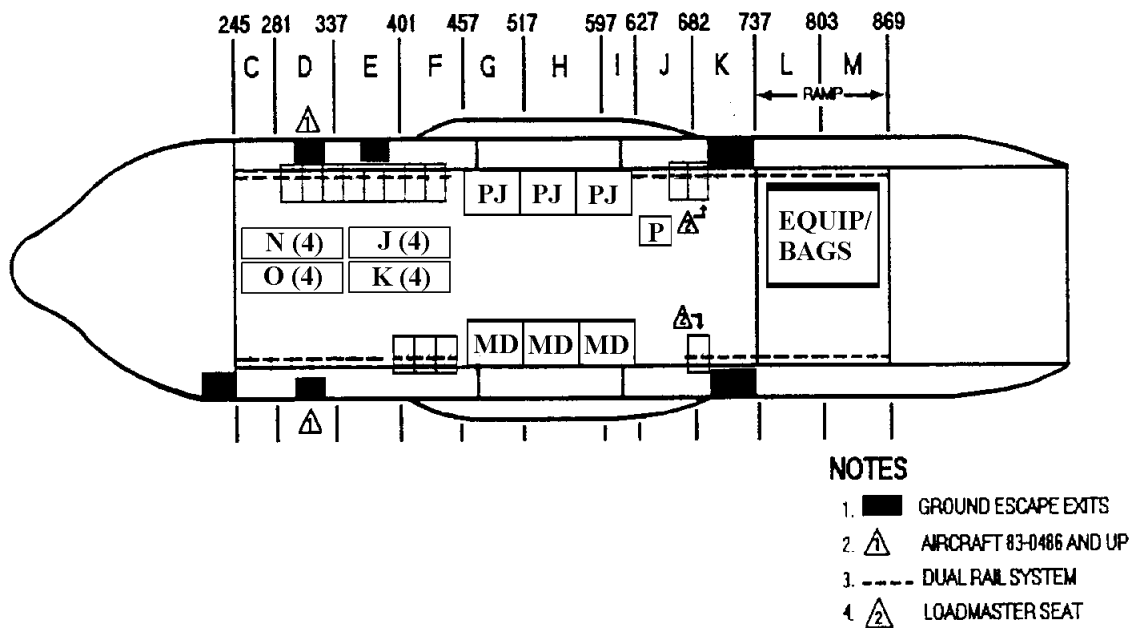 245 281 337 401 457 517 597 627 682 737 803 869
C D E F G H I J K L M
RAMP
1
PJ PJ PJ
2
P
EQUIP/
BAGS
N (4) J (4)
O (4) K (4)
2
MD MD MD
1
NOTES
1. GROUND ESCAPE EXITS
2. 1 AIRCRAFT 83-0486 AND UP
3. DUAL RAIL SYSTEM
4. 2 LOADMASTER SEAT